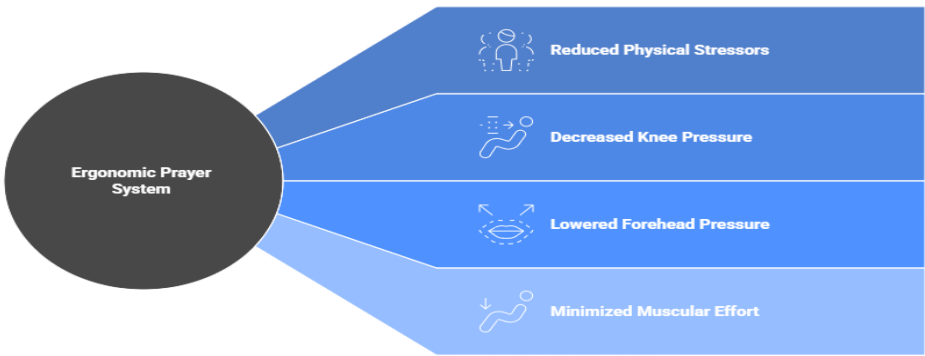 Ergonomic Prayer
System
Reduced Physical Stressors
Decreased Knee Pressure
Lowered Forehead Pressure
Minimized Muscular Effort